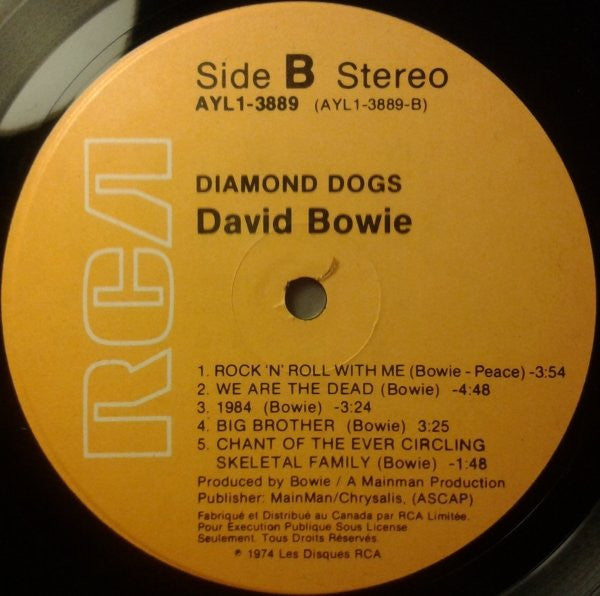 Side B Stereo
AYL1-3889 (AYL1-3889-B)
DIAMOND DOGS
David Bowie
RCA
1. ROCK 'N' ROLL WITH ME (Bowie - Peace) -3:54
2. WE ARE THE DEAD (Bowie) -4:48
3. 1984 (Bowie) -3:24
4. BIG BROTHER (Bowie) 3:25
5. CHANT OF THE EVER CIRCLING
SKELETAL FAMILY (Bowie) -1:48
Produced by Bowie / A Mainman Production
Publisher: MainMan/Chrysalis, (ASCAP)
Fabriqué et Distribué au Canada par RCA Limitée.
Pour Execution Publique Sous License
Seulement. Tous Droits Réservés.
℗ 1974 Les Disques RCA